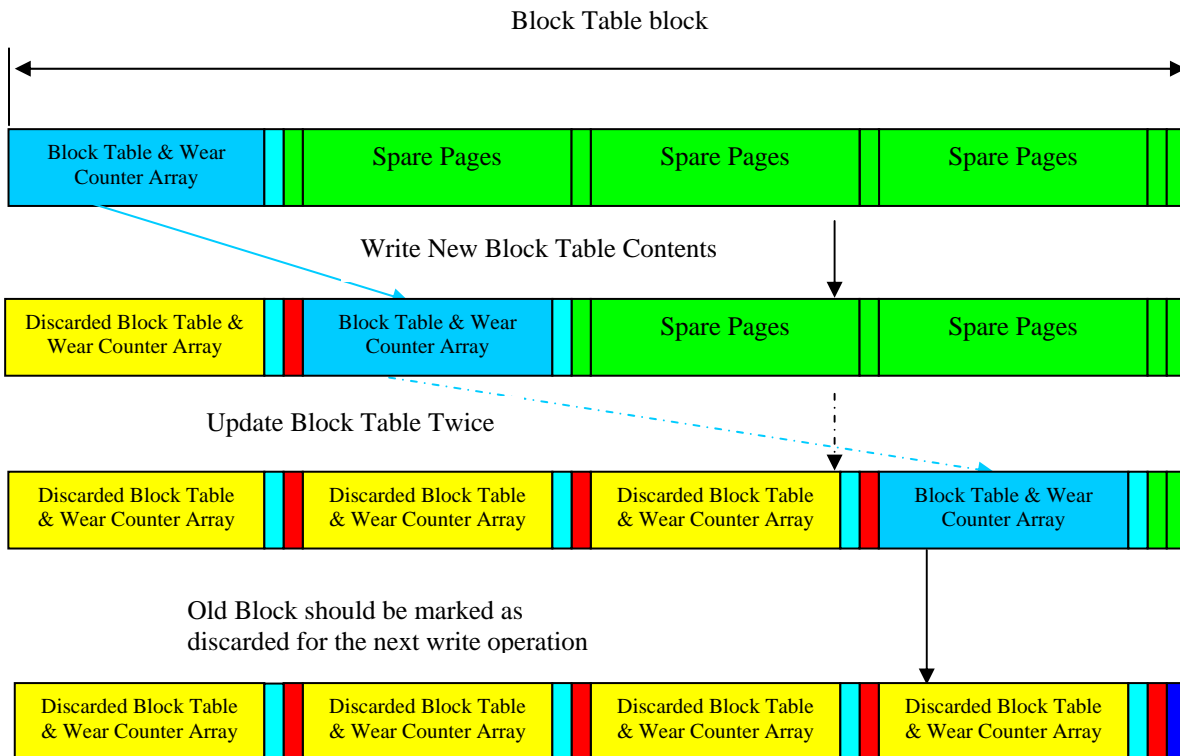 Block Table block
Block Table & Wear
Counter Array
Spare Pages
Spare Pages
Spare Pages
Write New Block Table Contents
Discarded Block Table &
Wear Counter Array
Block Table & Wear
Counter Array
Spare Pages
Spare Pages
Update Block Table Twice
Discarded Block Table
& Wear Counter Array
Discarded Block Table
& Wear Counter Array
Discarded Block Table
& Wear Counter Array
Block Table & Wear
Counter Array
Old Block should be marked as
discarded for the next write operation
Discarded Block Table
& Wear Counter Array
Discarded Block Table
& Wear Counter Array
Discarded Block Table
& Wear Counter Array
Discarded Block Table
& Wear Counter Array